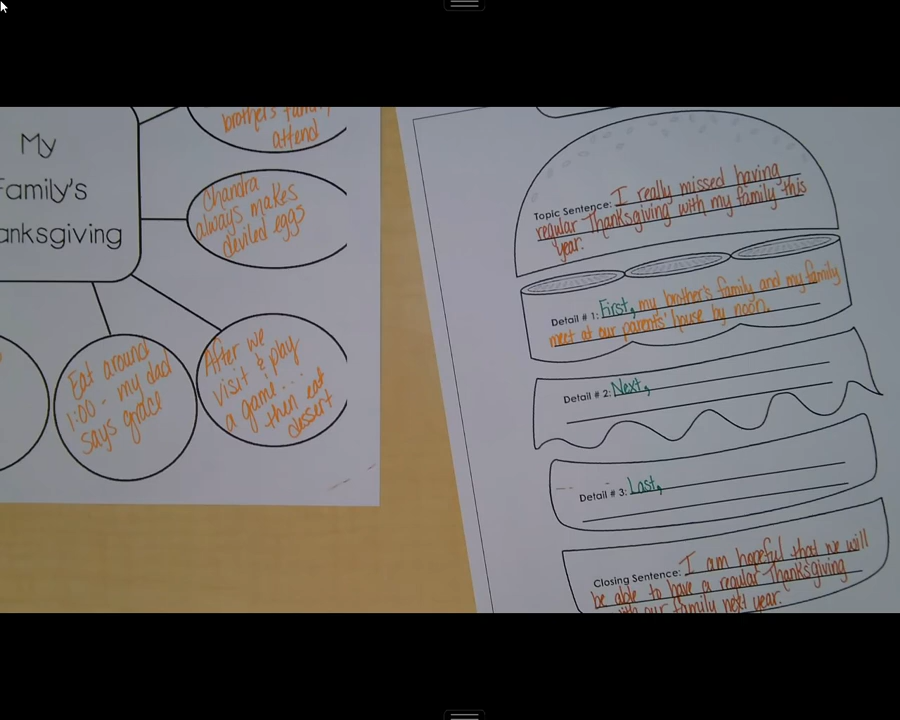 My
Family's
anksgiving
brother's family
attend
Chandra
always makes
deviled eggs
After we
visit & play
a game...
then eat
dessert
Eat around
1:00 - my dad
says grace
Topic Sentence: I really missed having
regular Thanksgiving with my family this
year.
Detail # 1: First, my brother's family and my family
meet at our parents' house by noon.
Detail # 2: Next,
Detail # 3: Last,
Closing Sentence: I am hopeful that we will
be able to have a regular Thanksgiving
with our family next year.